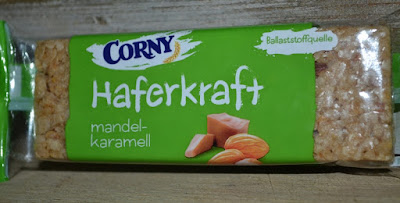 CORNY
Ballaststoffquelle
Haferkraft
mandel-
karamell